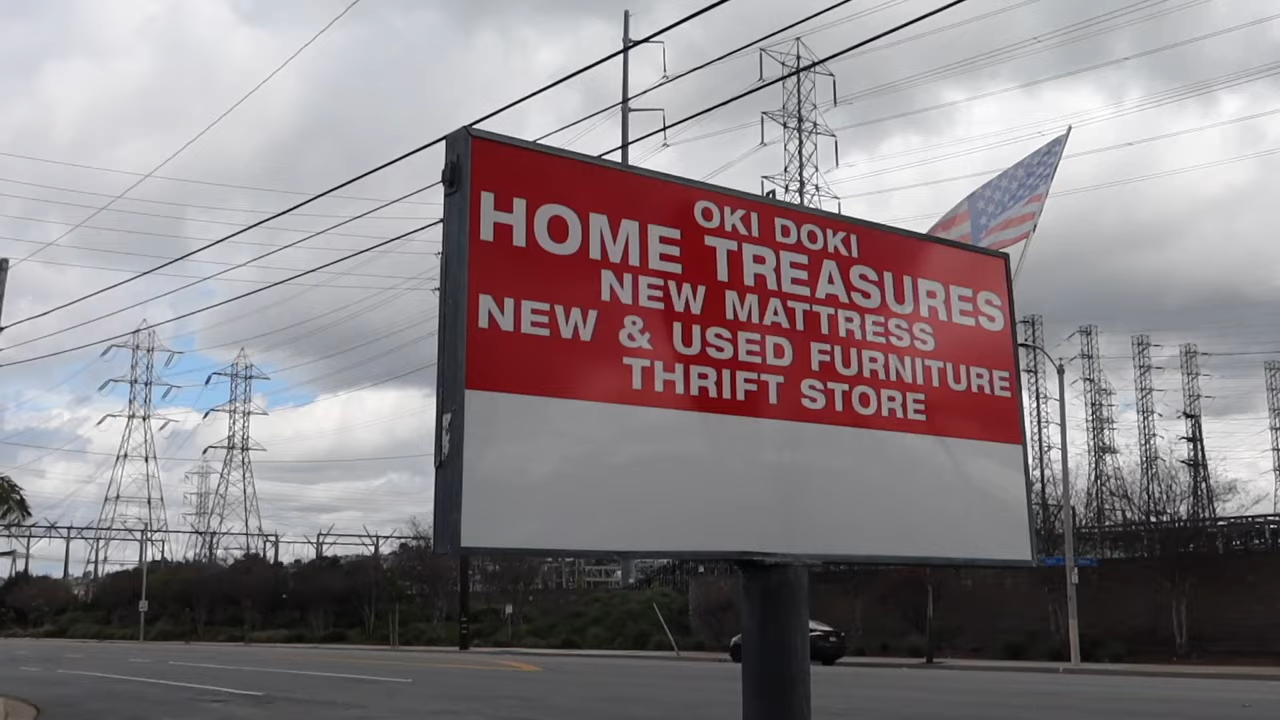 OKI DOKI
HOME TREASURES
NEW MATTRESS
NEW & USED FURNITURE
THRIFT STORE